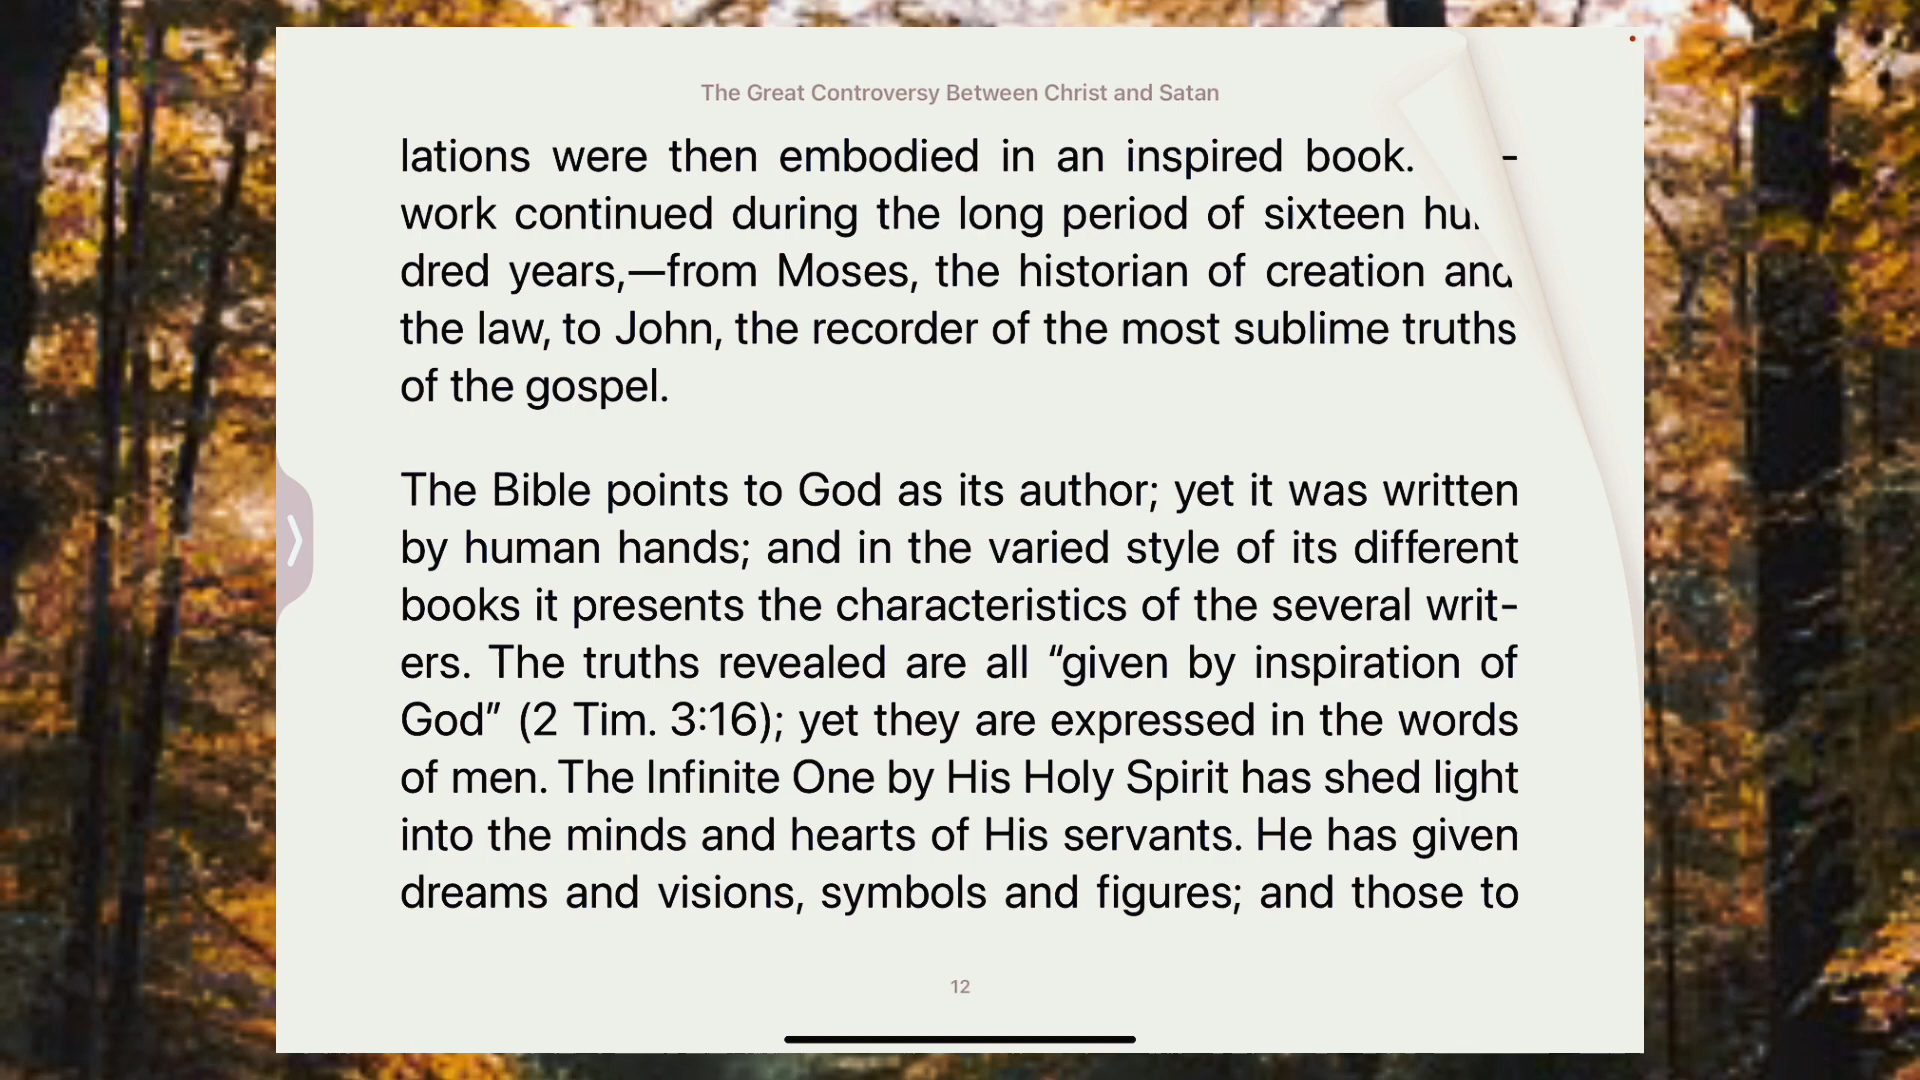 The Great Controversy Between Christ and Satan
lations were then embodied in an inspired book.
work continued during the long period of sixteen
dred years,—from Moses, the historian of creation and
the law, to John, the recorder of the most sublime truths
of the gospel.
The Bible points to God as its author; yet it was written
by human hands; and in the varied style of its different
books it presents the characteristics of the several writ-
ers. The truths revealed are all “given by inspiration of
God” (2 Tim. 3:16); yet they are expressed in the words
of men. The Infinite One by His Holy Spirit has shed light
into the minds and hearts of His servants. He has given
dreams and visions, symbols and figures; and those to
12